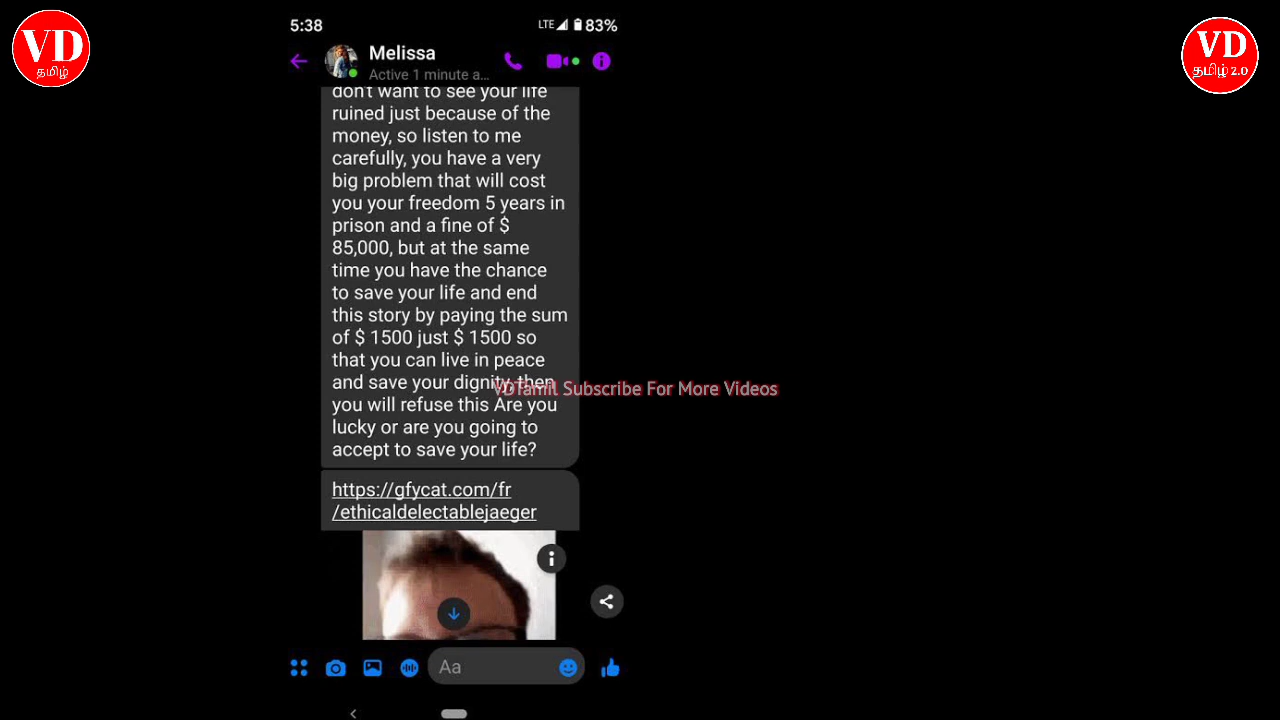 VD
தமிழ்
VD
தமிழ் 2.0
5:38
LTE 83%
Melissa
Active 1 minute a...
don't want to see your life
ruined just because of the
money, so listen to me
carefully, you have a very
big problem that will cost
you your freedom 5 years in
prison and a fine of $
85,000, but at the same
time you have the chance
to save your life and end
this story by paying the sum
of $ 1500 just $ 1500 so
that you can live in peace
and save your dignity, then
VDTamil Subscribe For More Videos
you will refuse this Are you
lucky or are you going to
accept to save your life?
https://gfycat.com/fr
/ethicaldelectablejaeger
Aa